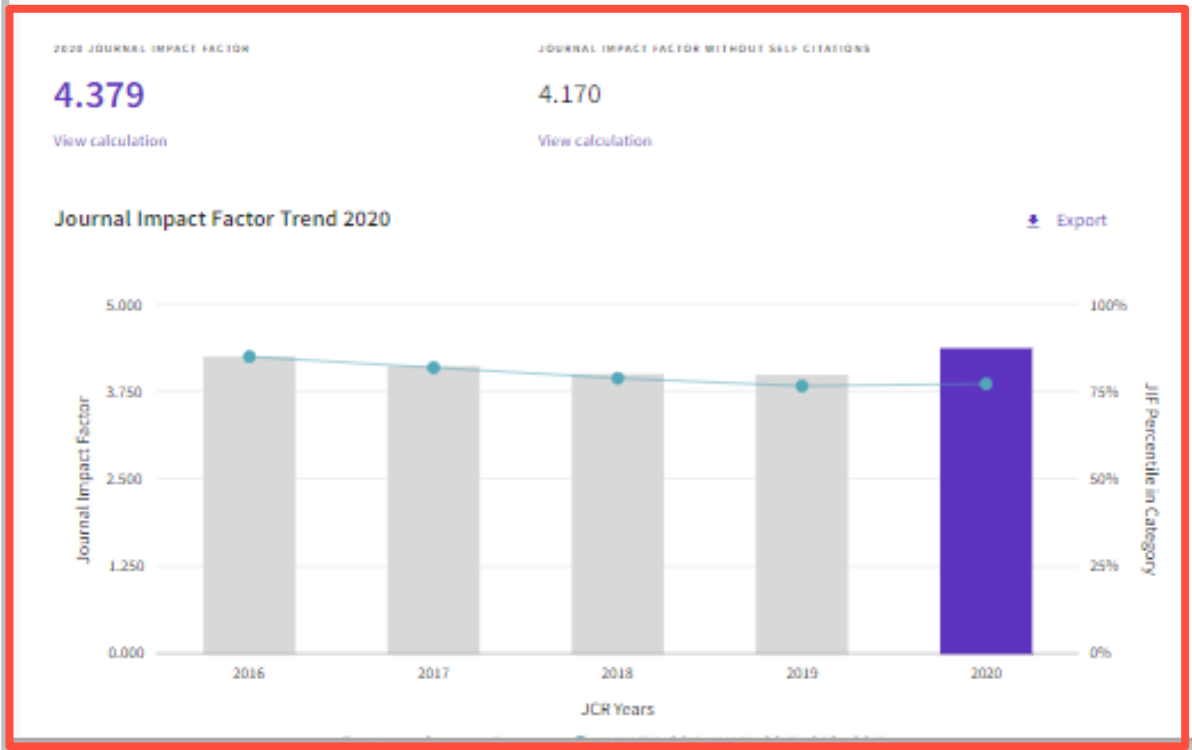 2020 JOURNAL IMPACT FACTOR
JOURNAL IMPACT FACTOR WITHOUT SELF CITATIONS
4.379
4.170
View calculation
View calculation
Journal Impact Factor Trend 2020
Export
5.000
100%
3.750
75%
2.500
50%
1.250
25%
0.000
0%
Journal Impact Factor
JIF Percentile in Category
2016 2017 2018 2019 2020
JCR Years